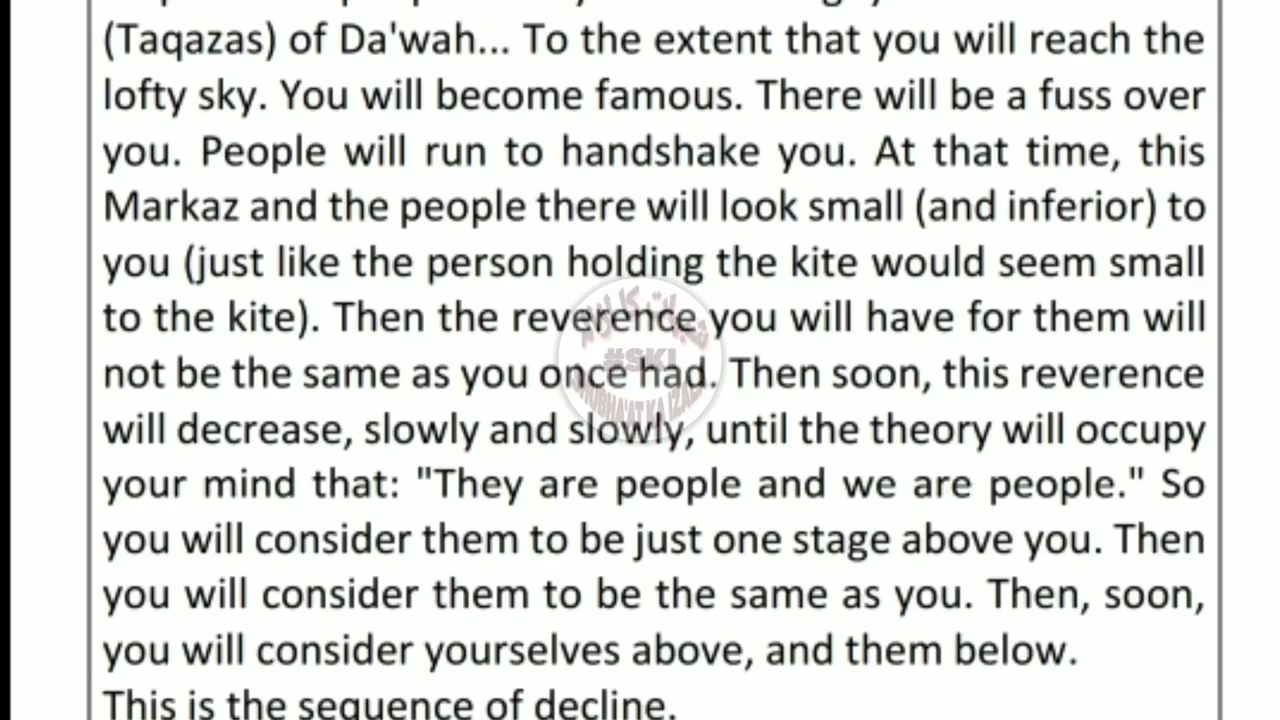 (Taqazas) of Da'wah... To the extent that you will reach the
lofty sky. You will become famous. There will be a fuss over
you. People will run to handshake you. At that time, this
Markaz and the people there will look small (and inferior) to
you (just like the person holding the kite would seem small
to the kite). Then the reverence you will have for them will
not be the same as you once had. Then soon, this reverence
will decrease, slowly and slowly, until the theory will occupy
your mind that: "They are people and we are people." So
you will consider them to be just one stage above you. Then
you will consider them to be the same as you. Then, soon,
you will consider yourselves above, and them below.
This is the sequence of decline.
#SKI